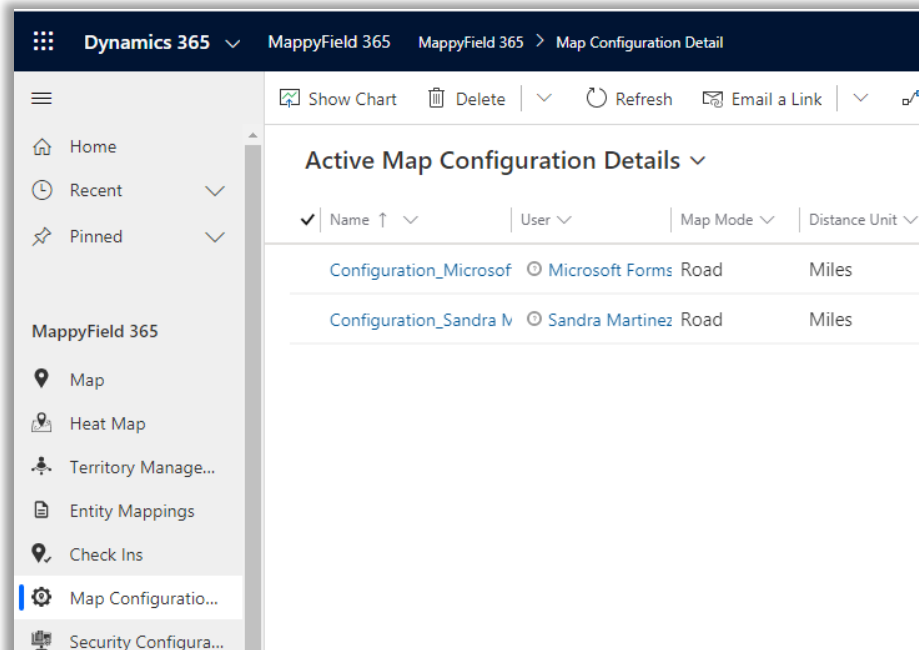 Dynamics 365 MappyField 365 MappyField 365 > Map Configuration Detail
Show Chart Delete Refresh Email a Link
Home
Recent
Pinned
Active Map Configuration Details
Name ↑ User Map Mode Distance Unit
Configuration_Microsof Microsoft Forms Road Miles
Configuration_Sandra M Sandra Martinez Road Miles
MappyField 365
Map
Heat Map
Territory Manage...
Entity Mappings
Check Ins
Map Configuratio...
Security Configura...